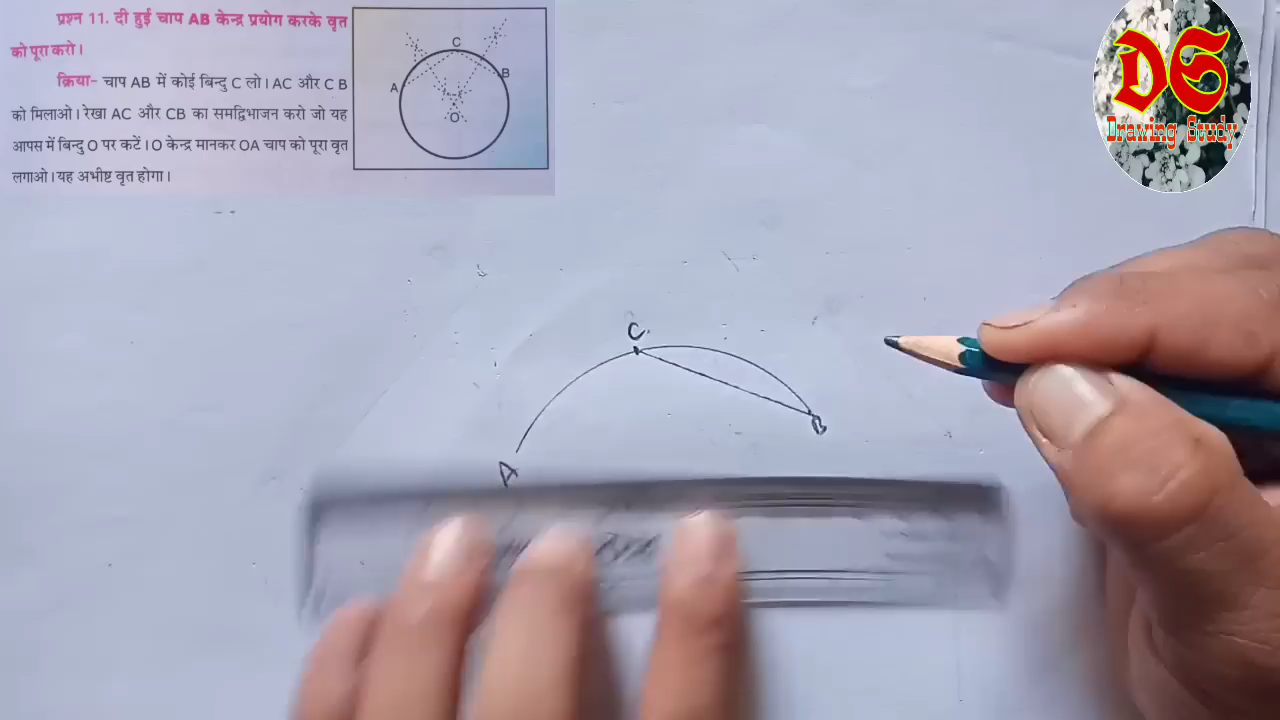 प्रश्न 11. दी हुई चाप AB केन्द्र प्रयोग करके वृत
को पूरा करो।
क्रिया- चाप AB में कोई बिन्दु C लो। AC और C B
को मिलाओ। रेखा AC और CB का समद्विभाजन करो जो यह
आपस में बिन्दु O पर कटें। O केन्द्र मानकर OA चाप को पूरा वृत
लगाओ। यह अभीष्ट वृत होगा।
C
A
B
O
DS
Drawing Study
C
A
B